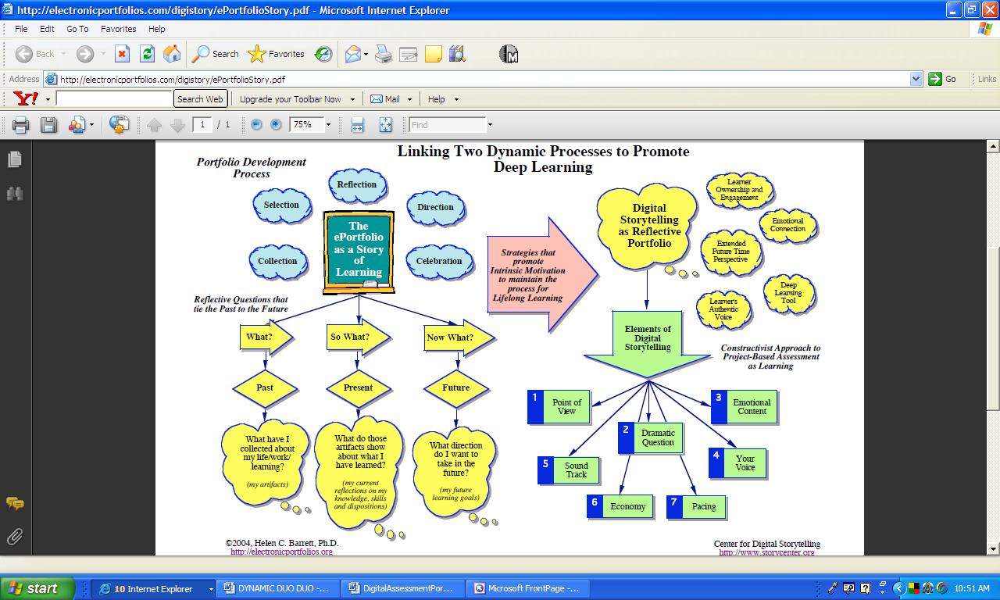 http://electronicportfolios.com/digistory/ePortfolioStory.pdf - Microsoft Internet Explorer
File Edit Go To Favorites Help
Back Search Favorites
Address http://electronicportfolios.com/digistory/ePortfolioStory.pdf Go Links
Y! Search Web Upgrade your Toolbar Now Mail Help
1 / 1 75% Find
Linking Two Dynamic Processes to Promote
Deep Learning
Portfolio Development
Process
Collection
Selection
Reflection
Direction
Celebration
The
ePortfolio
as a Story
of
Learning
Reflective Questions that
tie the Past to the Future
What?
So What?
Now What?
Past
Present
Future
What have I
collected about
my life/work/
learning?
(my artifacts)
What do those
artifacts show
about what I
have learned?
(my current
reflections on my
knowledge, skills
and dispositions)
What direction
do I want to
take in the
future?
(my future
learning goals)
Strategies that
promote
Intrinsic Motivation
to maintain the
process for
Lifelong Learning
Digital
Storytelling
as Reflective
Portfolio
Learner
Ownership and
Engagement
Emotional
Connection
Extended
Future Time
Perspective
Deep
Learning
Tool
Learner's
Authentic
Voice
Elements of
Digital
Storytelling
Constructivist Approach to
Project-Based Assessment
as Learning
1 Point of
View
2 Dramatic
Question
3 Emotional
Content
4 Your
Voice
5 Sound
Track
6 Economy
7 Pacing
©2004, Helen C. Barrett, Ph.D.
http://electronicportfolios.org
Center for Digital Storytelling
http://www.storycenter.org
start 10 Internet Explorer DYNAMIC DUO DUO -... DigitalAssessmentPor... Microsoft FrontPage -... 10:51 AM